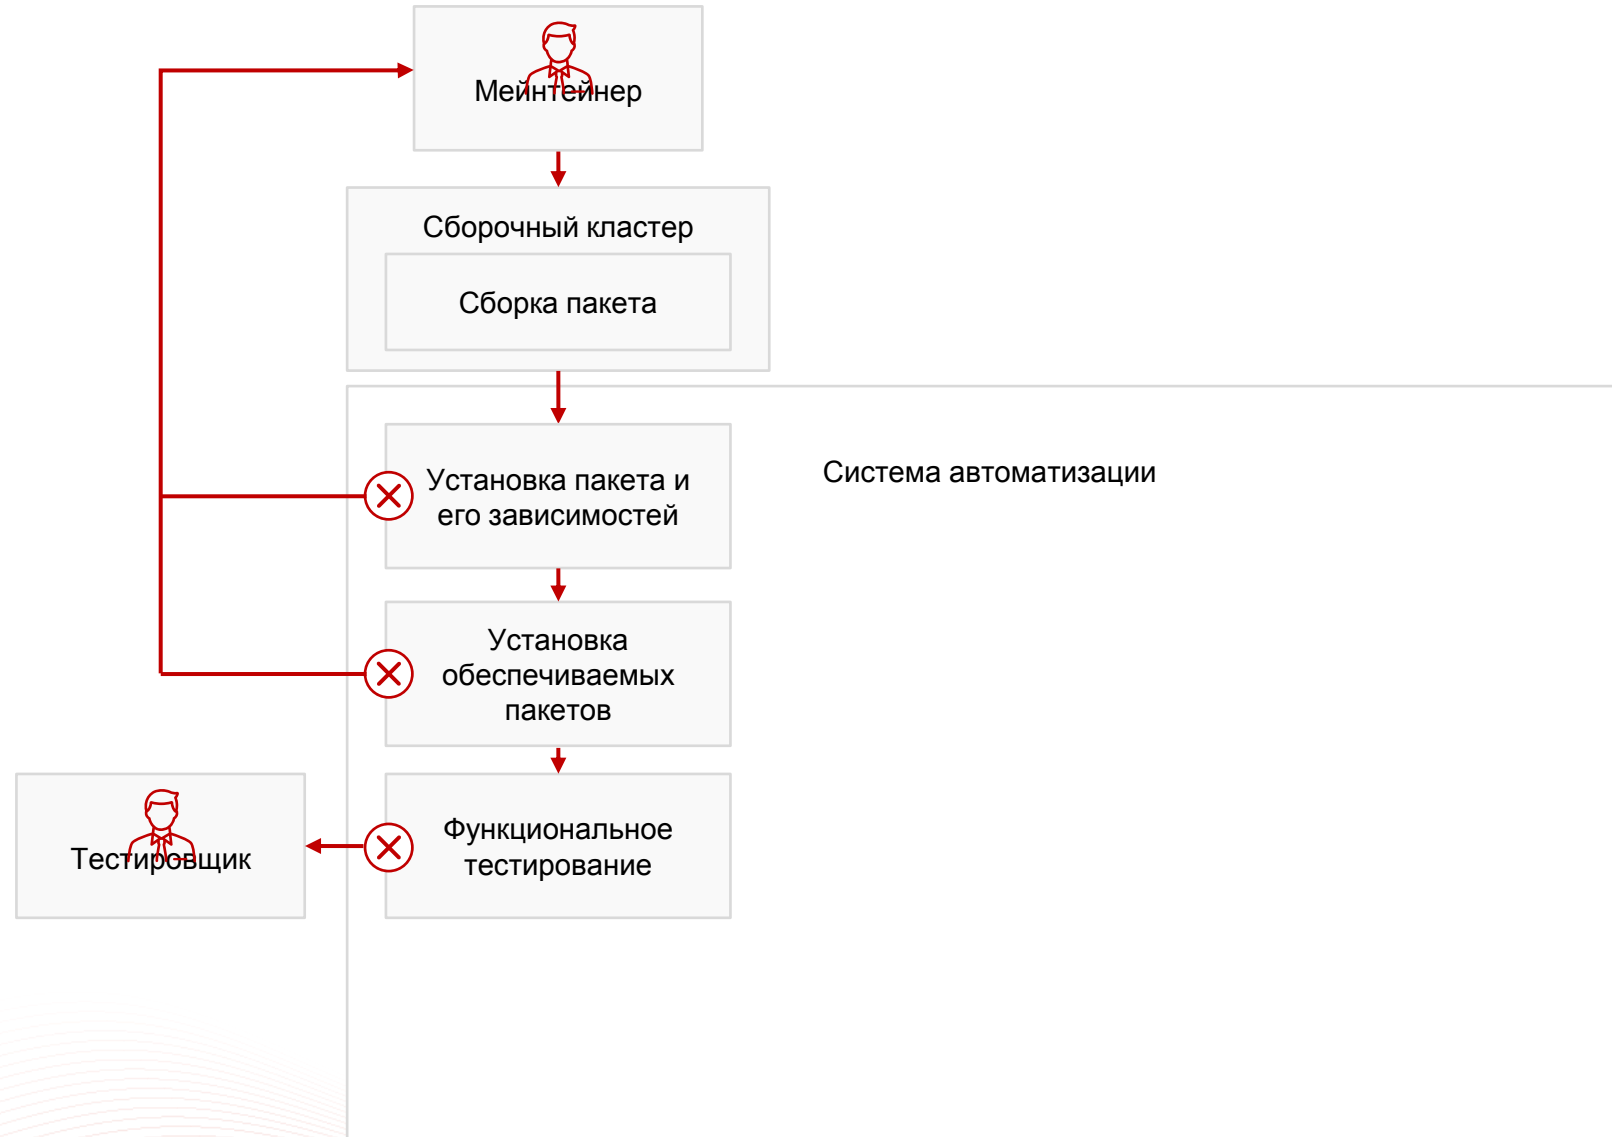 Мейнтейнер
Сборочный кластер
Сборка пакета
Система автоматизации
Установка пакета и
его зависимостей
Установка
обеспечиваемых
пакетов
Тестировщик
Функциональное
тестирование